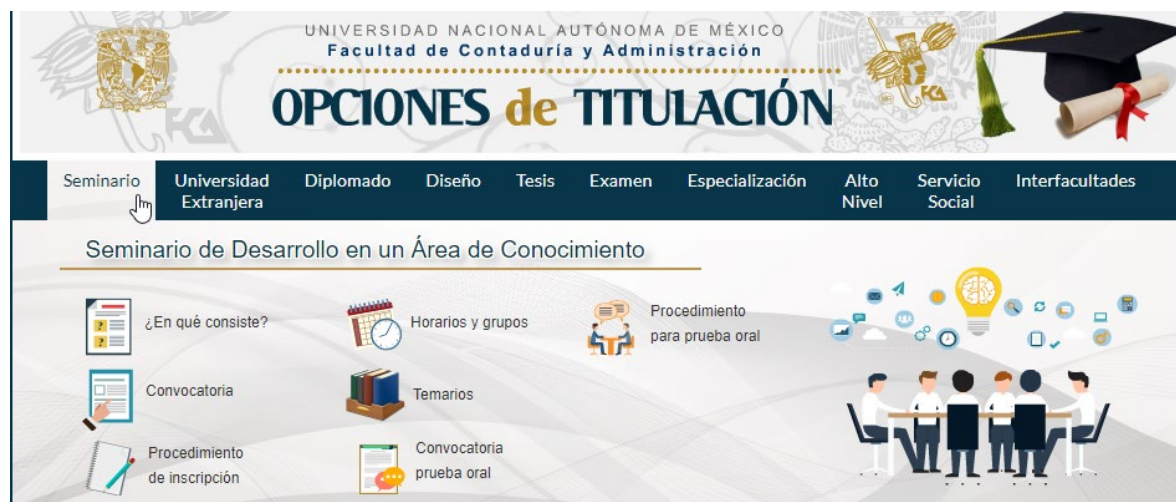 UNIVERSIDAD NACIONAL AUTÓNOMA DE MÉXICO
Facultad de Contaduría y Administración
OPCIONES de TITULACIÓN
FCA
FCA
Seminario
Universidad
Extranjera
Diplomado
Diseño
Tesis
Examen
Especialización
Alto
Nivel
Servicio
Social
Interfacultades
Seminario de Desarrollo en un Área de Conocimiento
¿En qué consiste?
Horarios y grupos
Procedimiento
para prueba oral
Convocatoria
Temarios
Procedimiento
de inscripción
Convocatoria
prueba oral